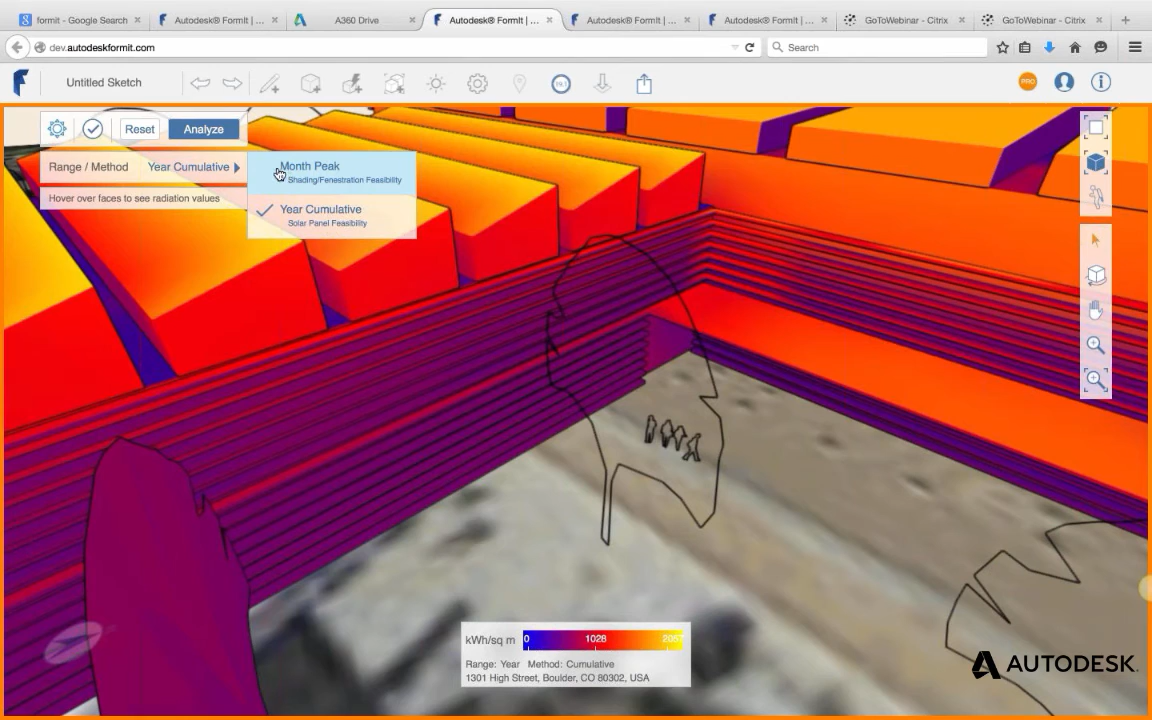 formit - Google Search
Autodesk® FormIt | ...
A360 Drive
Autodesk® FormIt | ...
Autodesk® FormIt | ...
Autodesk® FormIt | ...
GoToWebinar - Citrix
GoToWebinar - Citrix
dev.autodeskformit.com
Search
Untitled Sketch
PRO
Reset
Analyze
Range / Method
Year Cumulative
Month Peak
Shading/Fenestration Feasibility
Hover over faces to see radiation values
Year Cumulative
Solar Panel Feasibility
kWh/sq m
0
1028
2057
Range: Year Method: Cumulative
1301 High Street, Boulder, CO 80302, USA
AUTODESK.